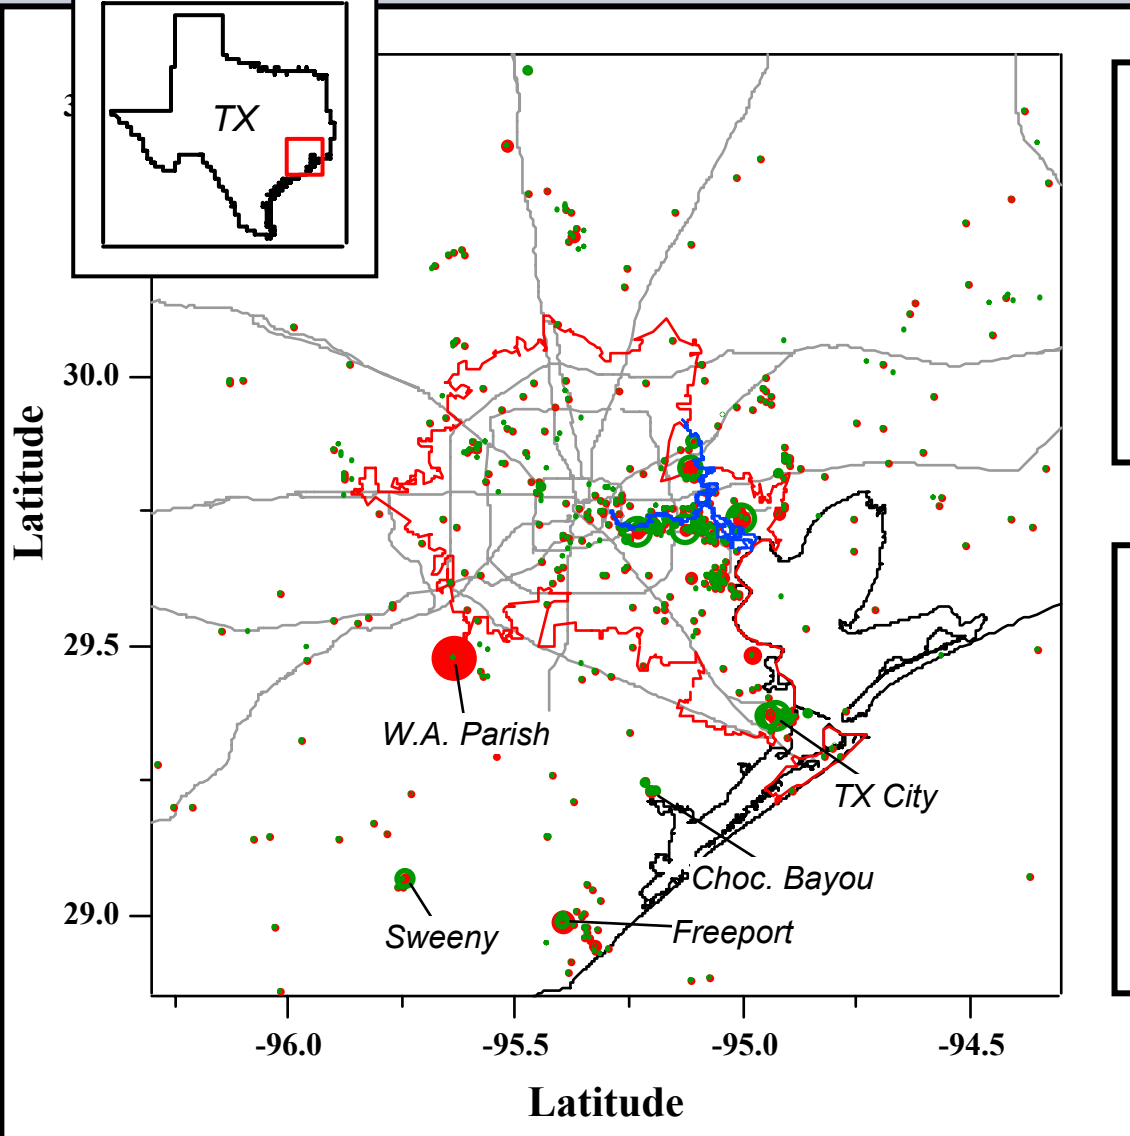 TX
30.0
29.5
29.0
Latitude
W.A. Parish
TX City
Choc. Bayou
Sweeny
Freeport
-96.0
-95.5
-95.0
-94.5
Latitude